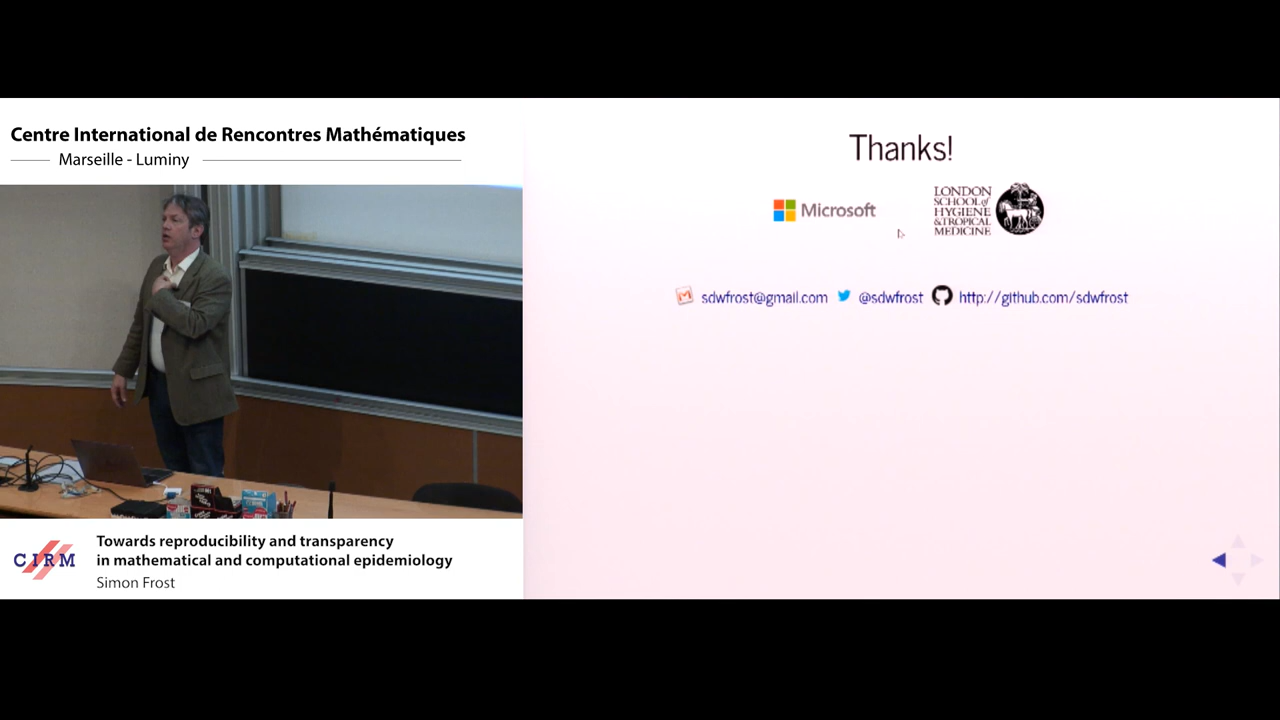 Centre International de Rencontres Mathématiques
Marseille - Luminy
Thanks!
Microsoft
LONDON
SCHOOL of
HYGIENE
& TROPICAL
MEDICINE
sdwfrost@gmail.com @sdwfrost http://github.com/sdwfrost
CIRM
Towards reproducibility and transparency
in mathematical and computational epidemiology
Simon Frost